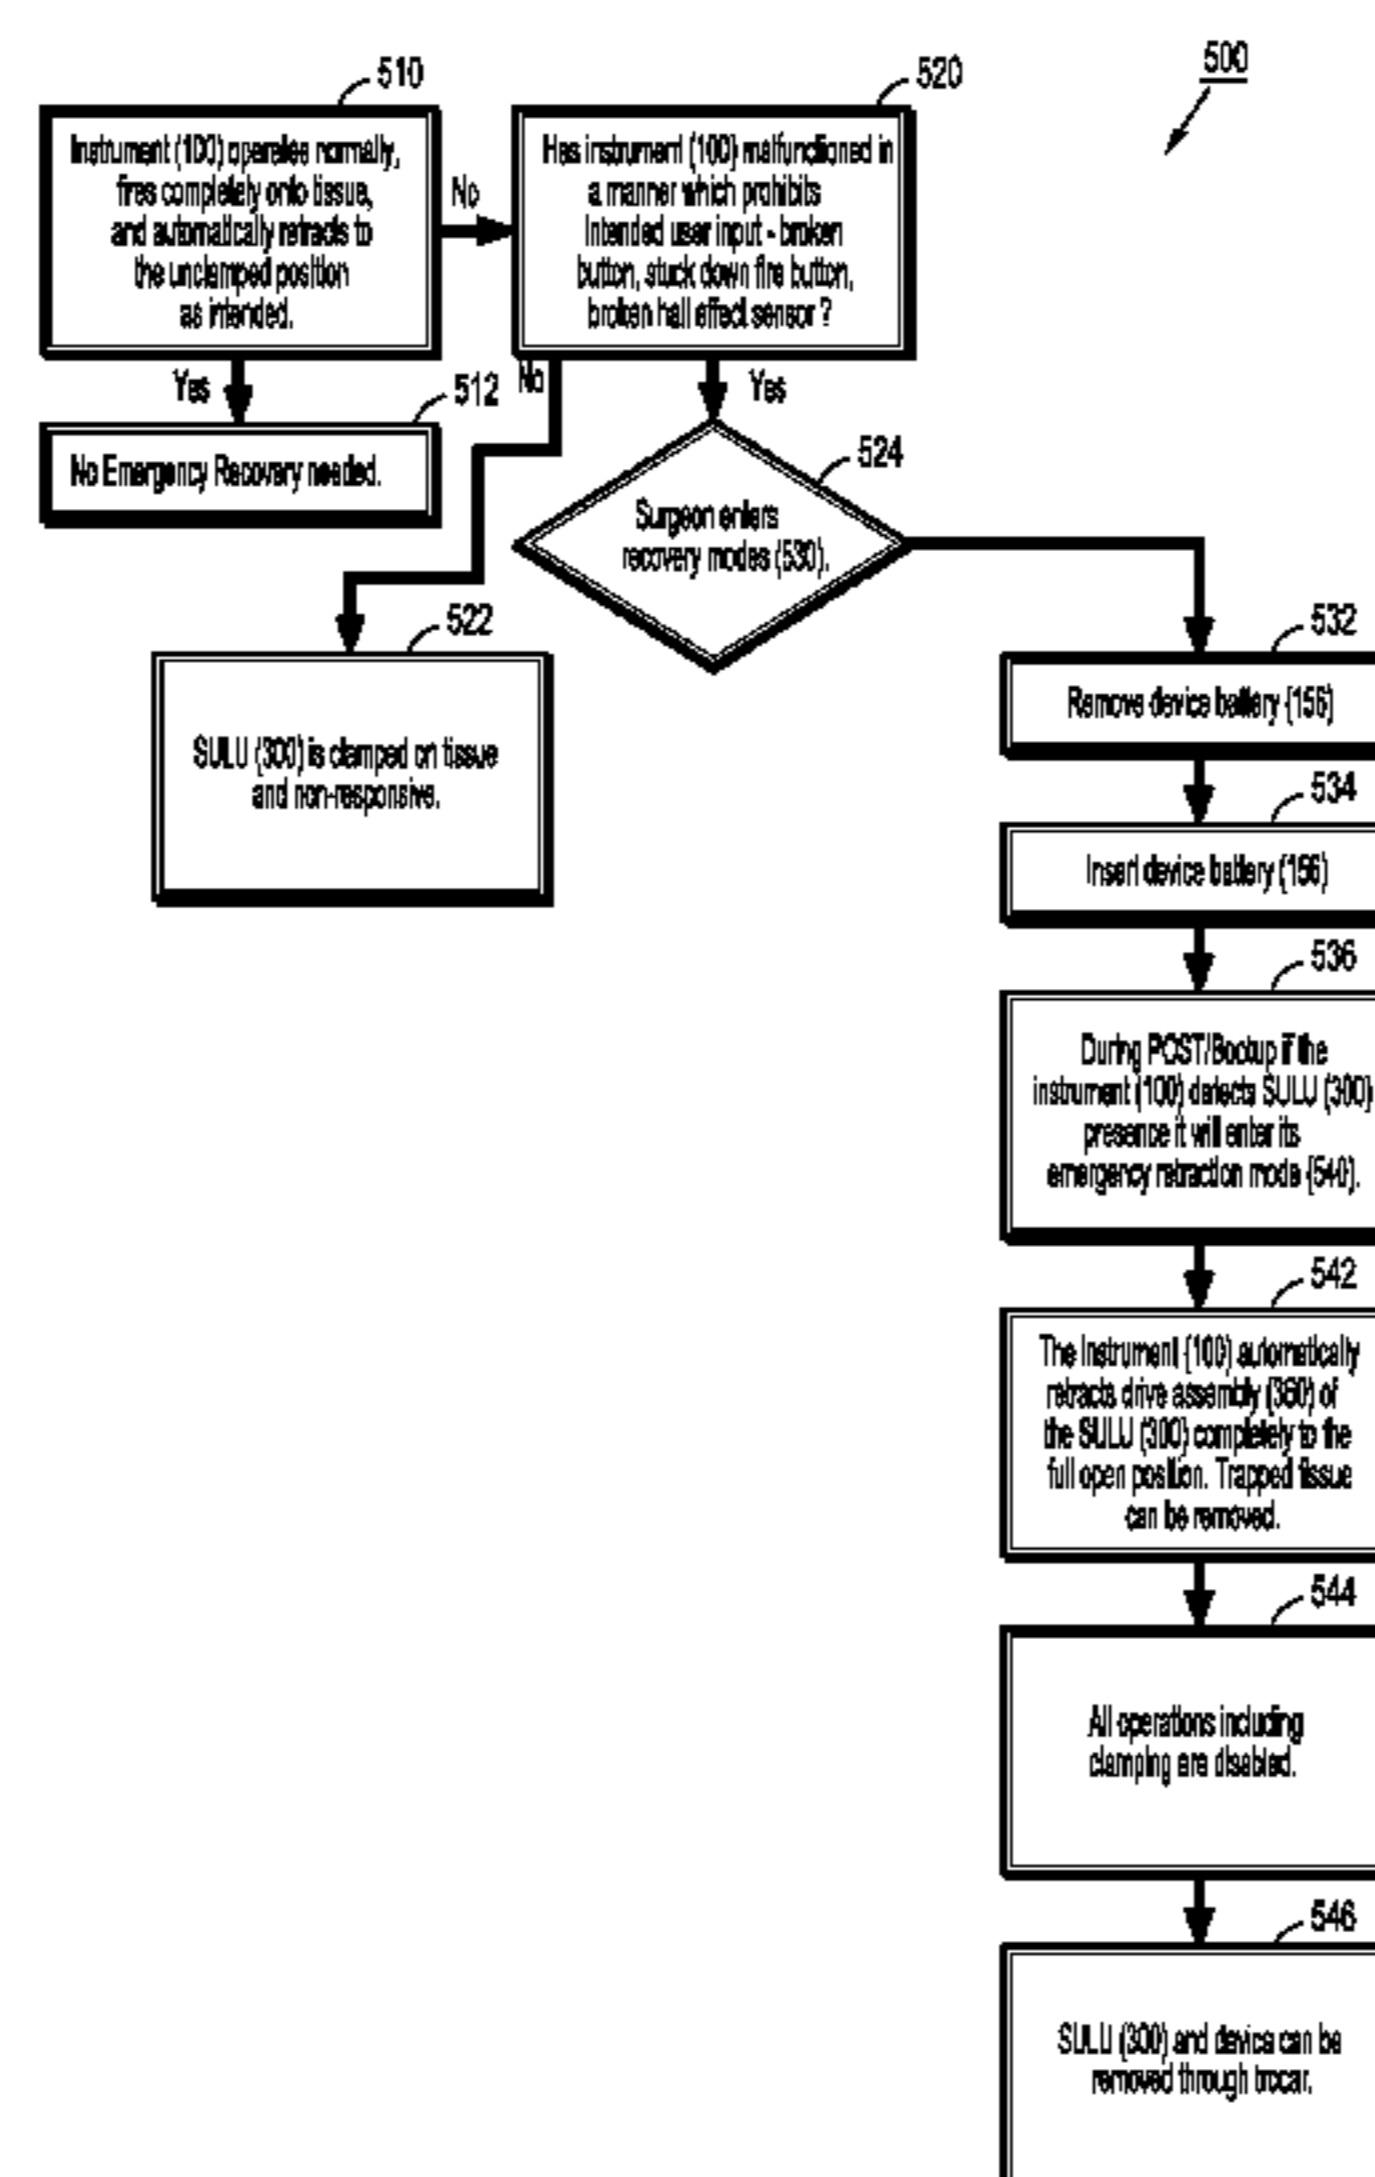 500
510
Instrument (100) operates normally,
fires completely onto tissue,
and automatically retracts to
the unclamped position
as intended.
No
520
Has instrument (100) malfunctioned in
a manner which prohibits
intended user input - broken
button, stuck down fire button,
broken hall effect sensor ?
Yes
512
No Emergency Recovery needed.
No
Yes
524
Surgeon enters
recovery modes (530).
522
SULU (300) is clamped on tissue
and non-responsive.
532
Remove device battery (156)
534
Insert device battery (156)
536
During POST/Bootup if the
instrument (100) detects SULU (300)
presence it will enter its
emergency retraction mode (540).
542
The instrument (100) automatically
retracts drive assembly (360) of
the SULU (300) completely to the
full open position. Trapped tissue
can be removed.
544
All operations including
clamping are disabled.
546
SULU (300) and device can be
removed through trocar.